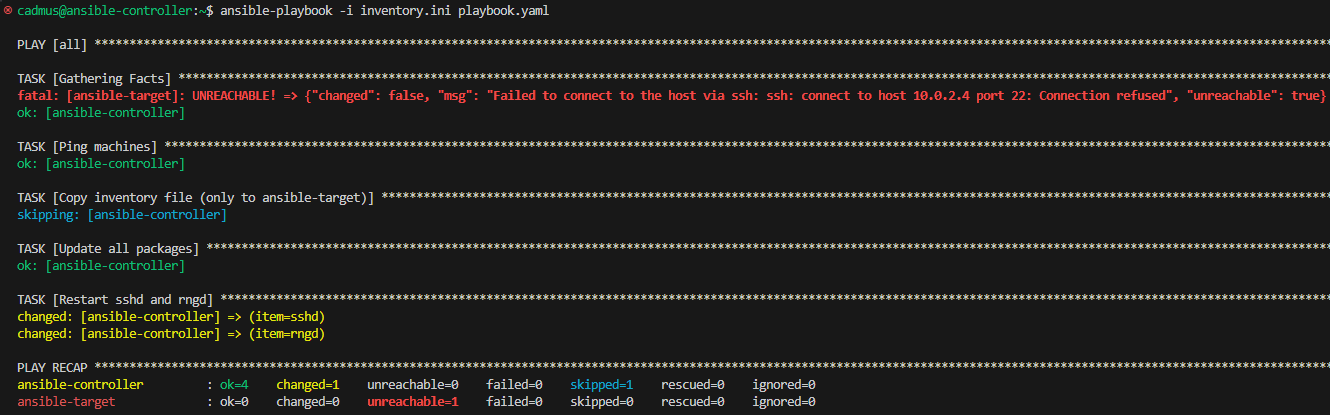 cadmus@ansible-controller:~$ ansible-playbook -i inventory.ini playbook.yaml
PLAY [all] ******************************************************************************************************************************************************************************
TASK [Gathering Facts] ******************************************************************************************************************************************************************
fatal: [ansible-target]: UNREACHABLE! => {"changed": false, "msg": "Failed to connect to the host via ssh: ssh: connect to host 10.0.2.4 port 22: Connection refused", "unreachable": true}
ok: [ansible-controller]
TASK [Ping machines] ********************************************************************************************************************************************************************
ok: [ansible-controller]
TASK [Copy inventory file (only to ansible-target)] *************************************************************************************************************************************
skipping: [ansible-controller]
TASK [Update all packages] **************************************************************************************************************************************************************
ok: [ansible-controller]
TASK [Restart sshd and rngd] ************************************************************************************************************************************************************
changed: [ansible-controller] => (item=sshd)
changed: [ansible-controller] => (item=rngd)
PLAY RECAP ******************************************************************************************************************************************************************************
ansible-controller         : ok=4    changed=1    unreachable=0    failed=0    skipped=1    rescued=0    ignored=0
ansible-target             : ok=0    changed=0    unreachable=1    failed=0    skipped=0    rescued=0    ignored=0